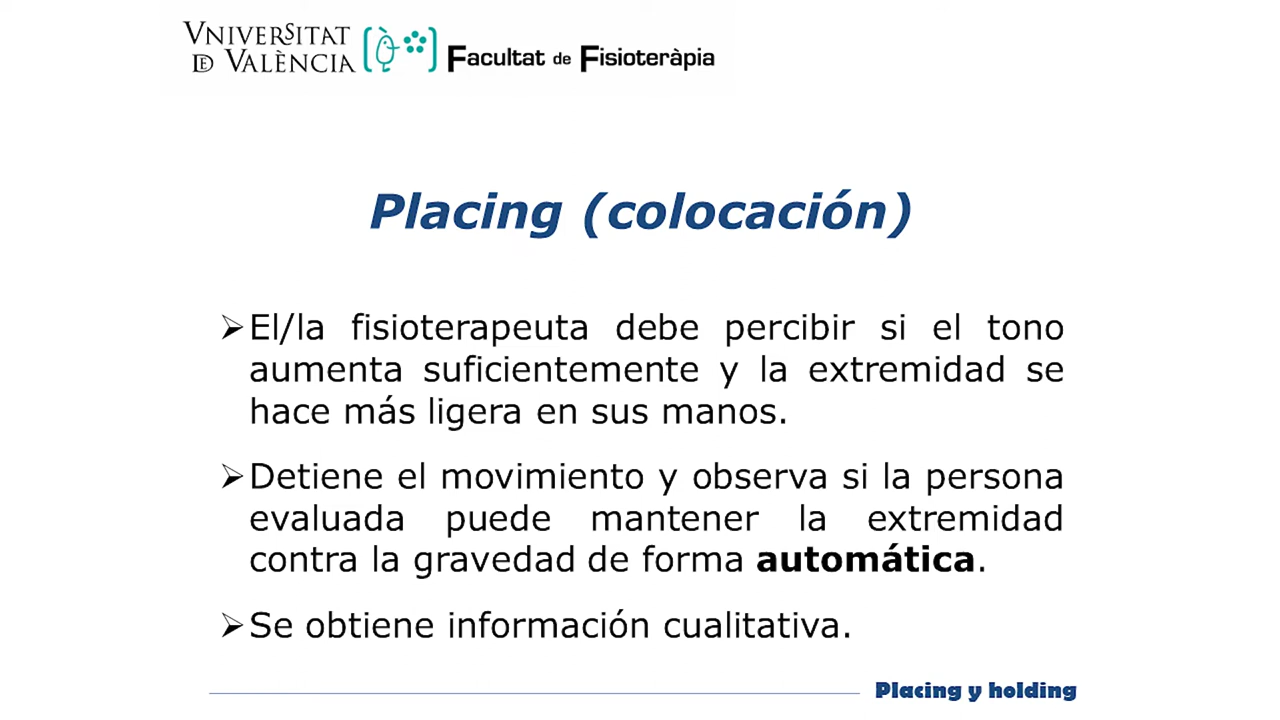 VNIVERSITAT
DE VALÈNCIA
Facultat de Fisioteràpia
Placing (colocación)
➢El/la fisioterapeuta debe percibir si el tono
aumenta suficientemente y la extremidad se
hace más ligera en sus manos.
➢Detiene el movimiento y observa si la persona
evaluada puede mantener la extremidad
contra la gravedad de forma automática.
➢Se obtiene información cualitativa.
Placing y holding